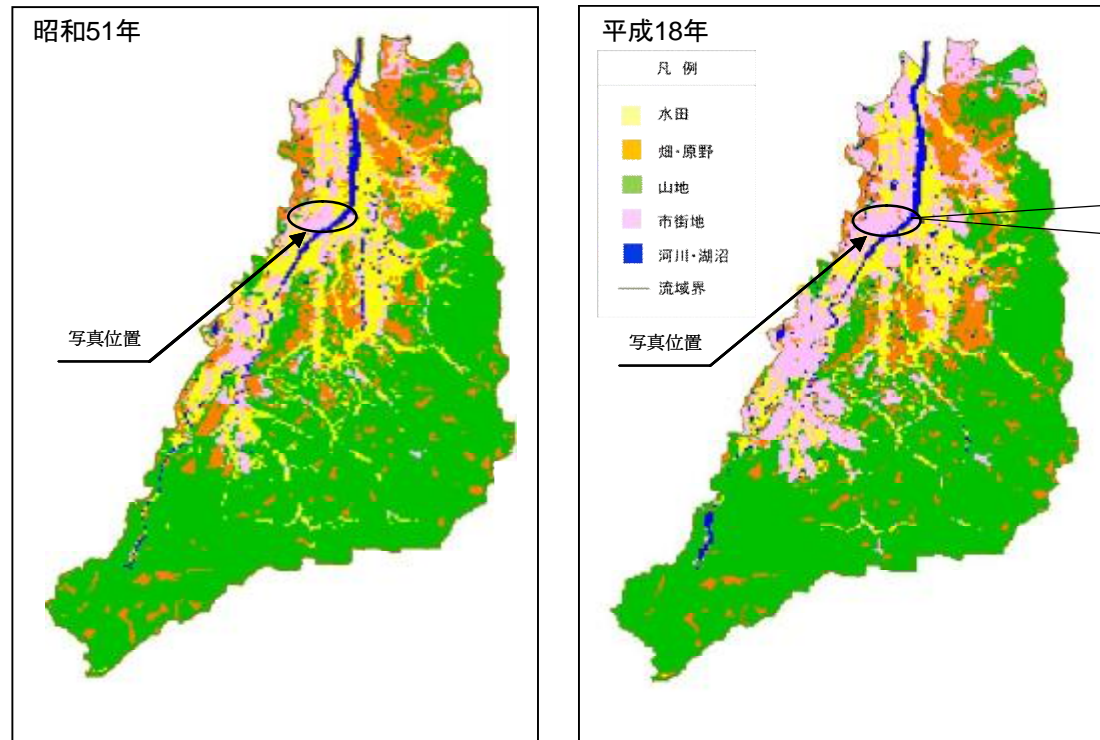 昭和51年
写真位置
平成18年
凡 例
水田
畑・原野
山地
市街地
河川・湖沼
流域界
写真位置